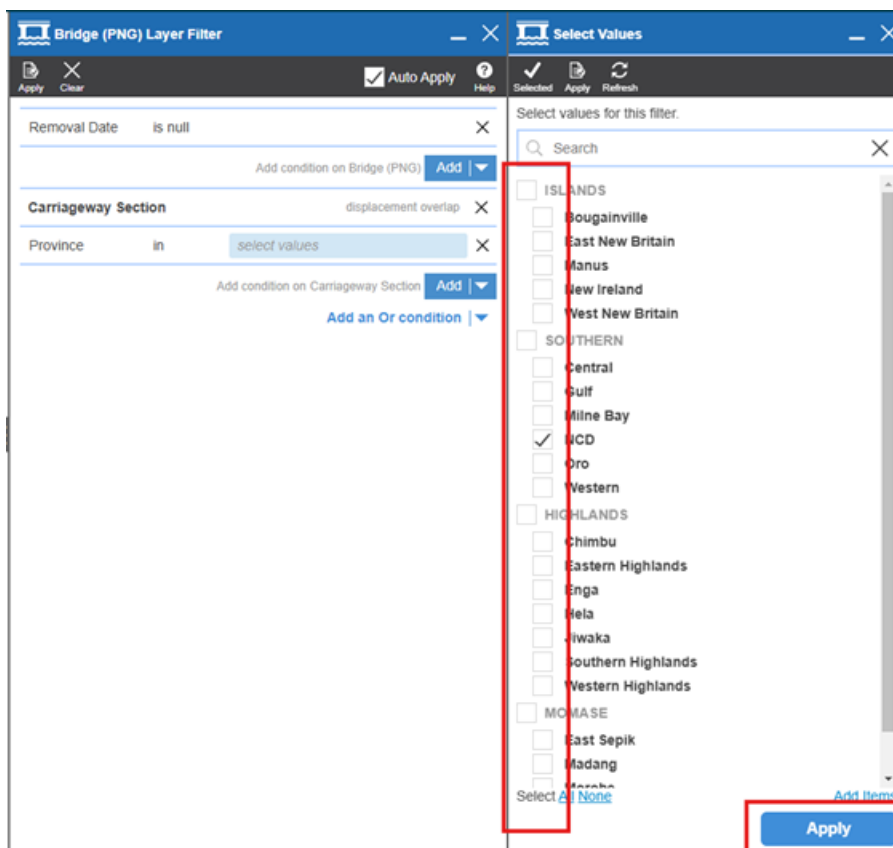 Bridge (PNG) Layer Filter
Apply
Clear
Auto Apply
Help
Removal Date is null
Add condition on Bridge (PNG) Add
Carriageway Section displacement overlap
Province in select values
Add condition on Carriageway Section Add
Add an Or condition
Select Values
Selected
Apply
Refresh
Select values for this filter.
Search
ISLANDS
Bougainville
East New Britain
Manus
New Ireland
West New Britain
SOUTHERN
Central
Gulf
Milne Bay
NCD
Oro
Western
HIGHLANDS
Chimbu
Eastern Highlands
Enga
Hela
Jiwaka
Southern Highlands
Western Highlands
MOMASE
East Sepik
Madang
Select All None Add Items
Apply